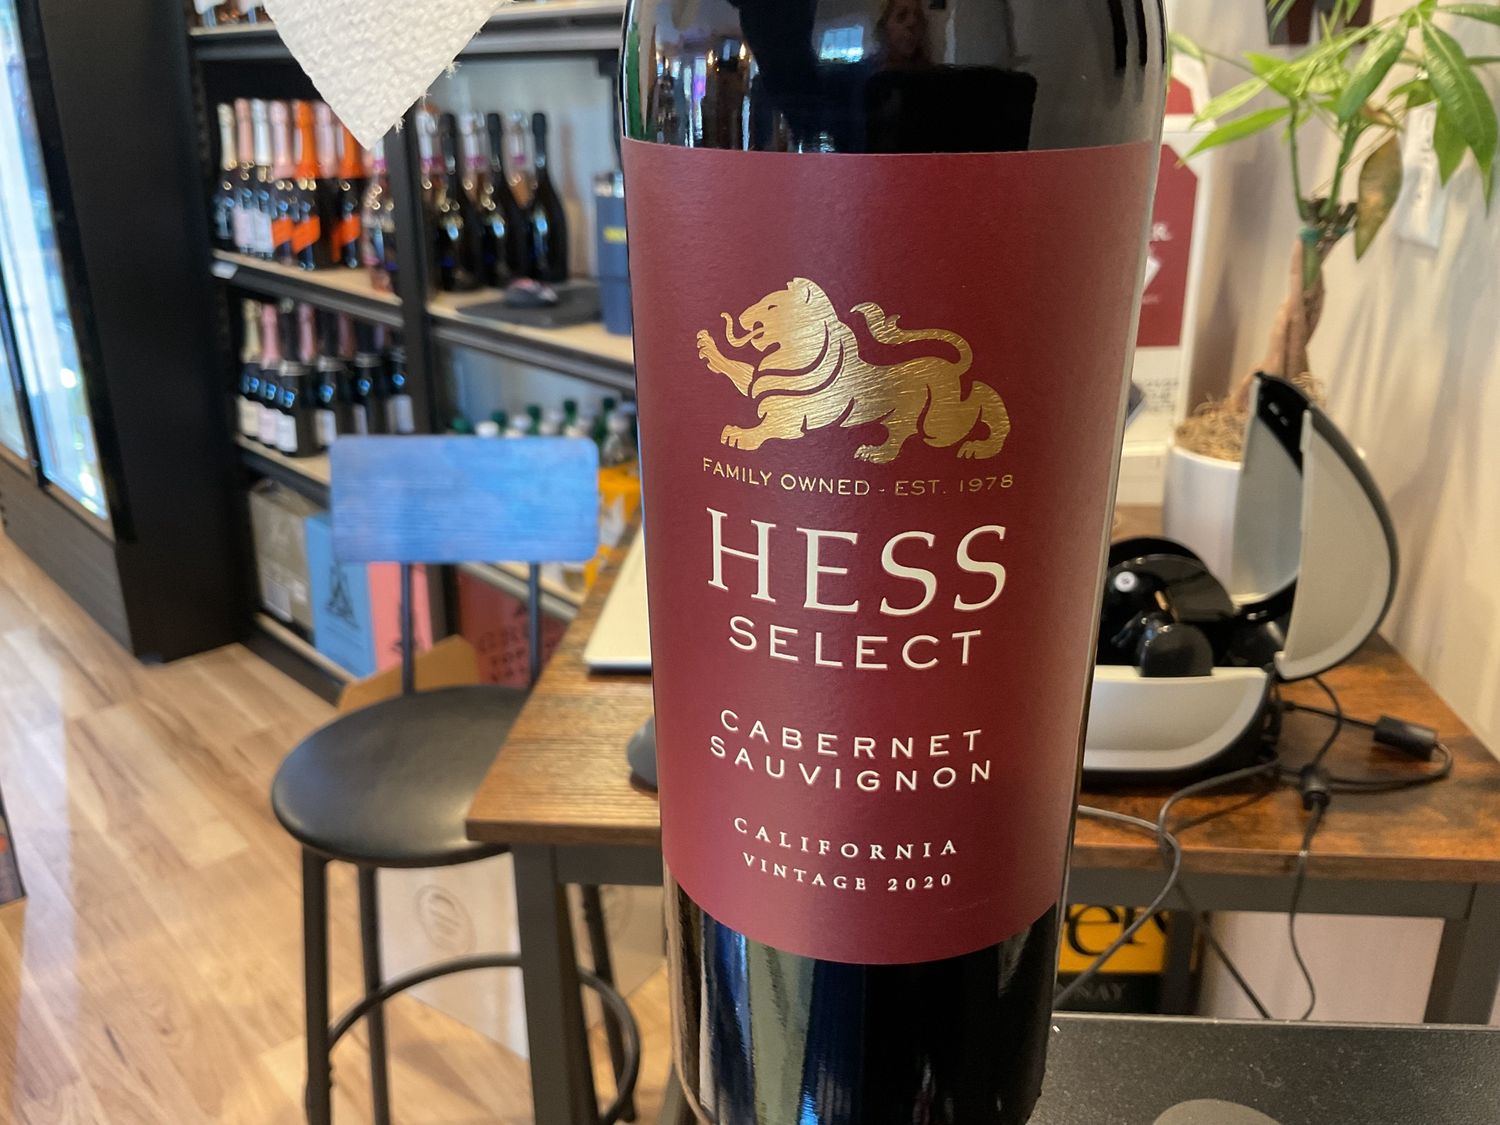 FAMILY OWNED - EST. 1978
HESS
SELECT
CABERNET
SAUVIGNON
CALIFORNIA
VINTAGE 2020